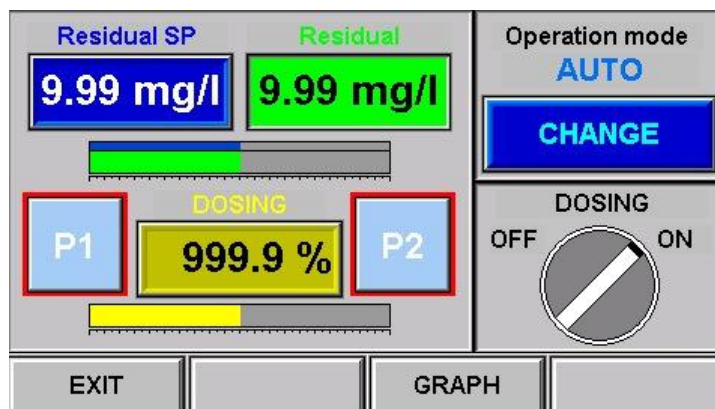 Residual SP
Residual
Operation mode
AUTO
9.99 mg/l
9.99 mg/l
CHANGE
DOSING
DOSING
P1
999.9 %
P2
OFF
ON
EXIT
GRAPH